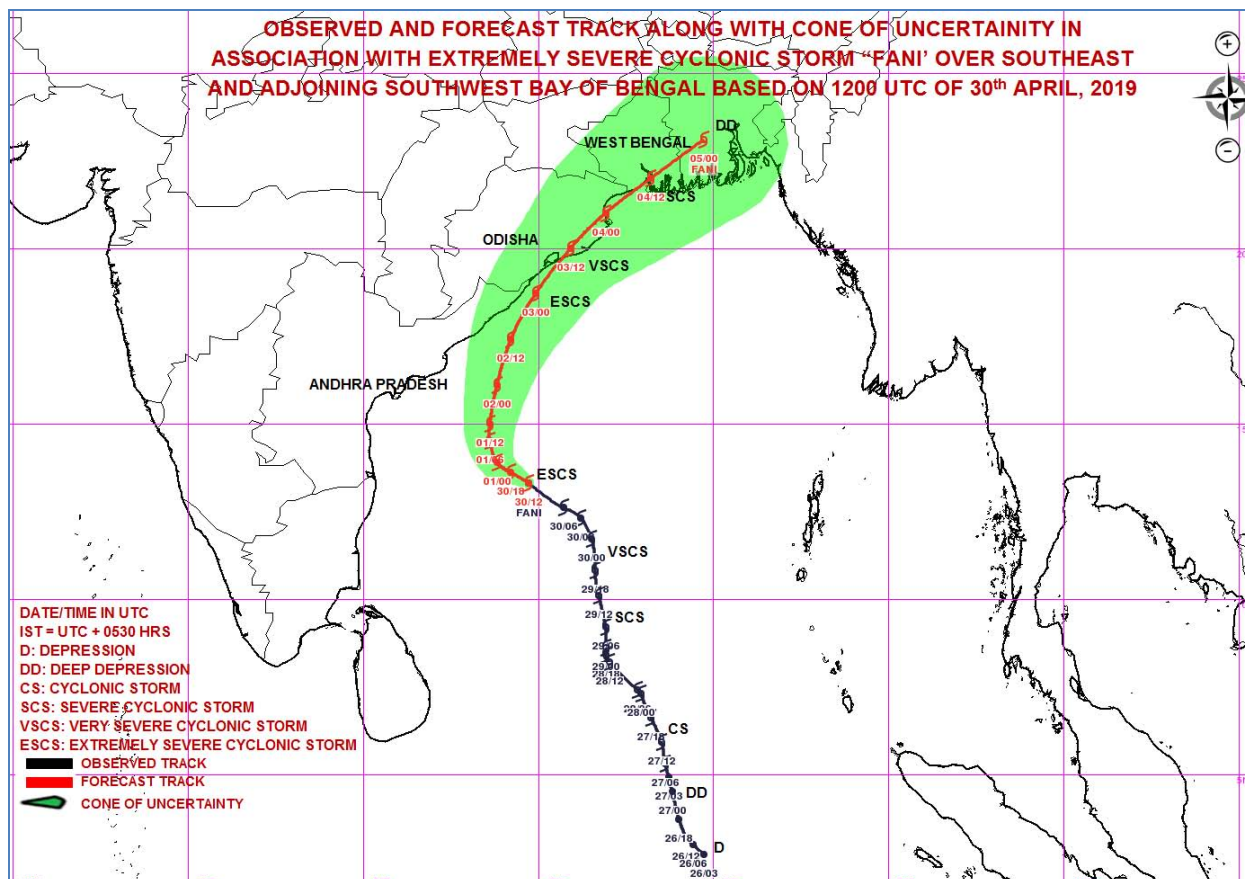 OBSERVED AND FORECAST TRACK ALONG WITH CONE OF UNCERTAINITY IN
ASSOCIATION WITH EXTREMELY SEVERE CYCLONIC STORM “FANI’ OVER SOUTHEAST
AND ADJOINING SOUTHWEST BAY OF BENGAL BASED ON 1200 UTC OF 30th APRIL, 2019
DD
WEST BENGAL
05/00
FANI
04/12
SCS
04/00
ODISHA
03/12
VSCS
ESCS
03/00
02/12
ANDHRA PRADESH
02/00
01/12
01/06
ESCS
01/00
30/18
30/12
FANI
30/06
VSCS
30/00
29/18
29/12
SCS
29/06
29/00
28/18
28/12
28/00
CS
27/18
27/12
27/06
27/03
DD
27/00
26/18
D
26/12
26/06
26/03
DATE/TIME IN UTC
IST = UTC + 0530 HRS
D: DEPRESSION
DD: DEEP DEPRESSION
CS: CYCLONIC STORM
SCS: SEVERE CYCLONIC STORM
VSCS: VERY SEVERE CYCLONIC STORM
ESCS: EXTREMELY SEVERE CYCLONIC STORM
OBSERVED TRACK
FORECAST TRACK
CONE OF UNCERTAINTY